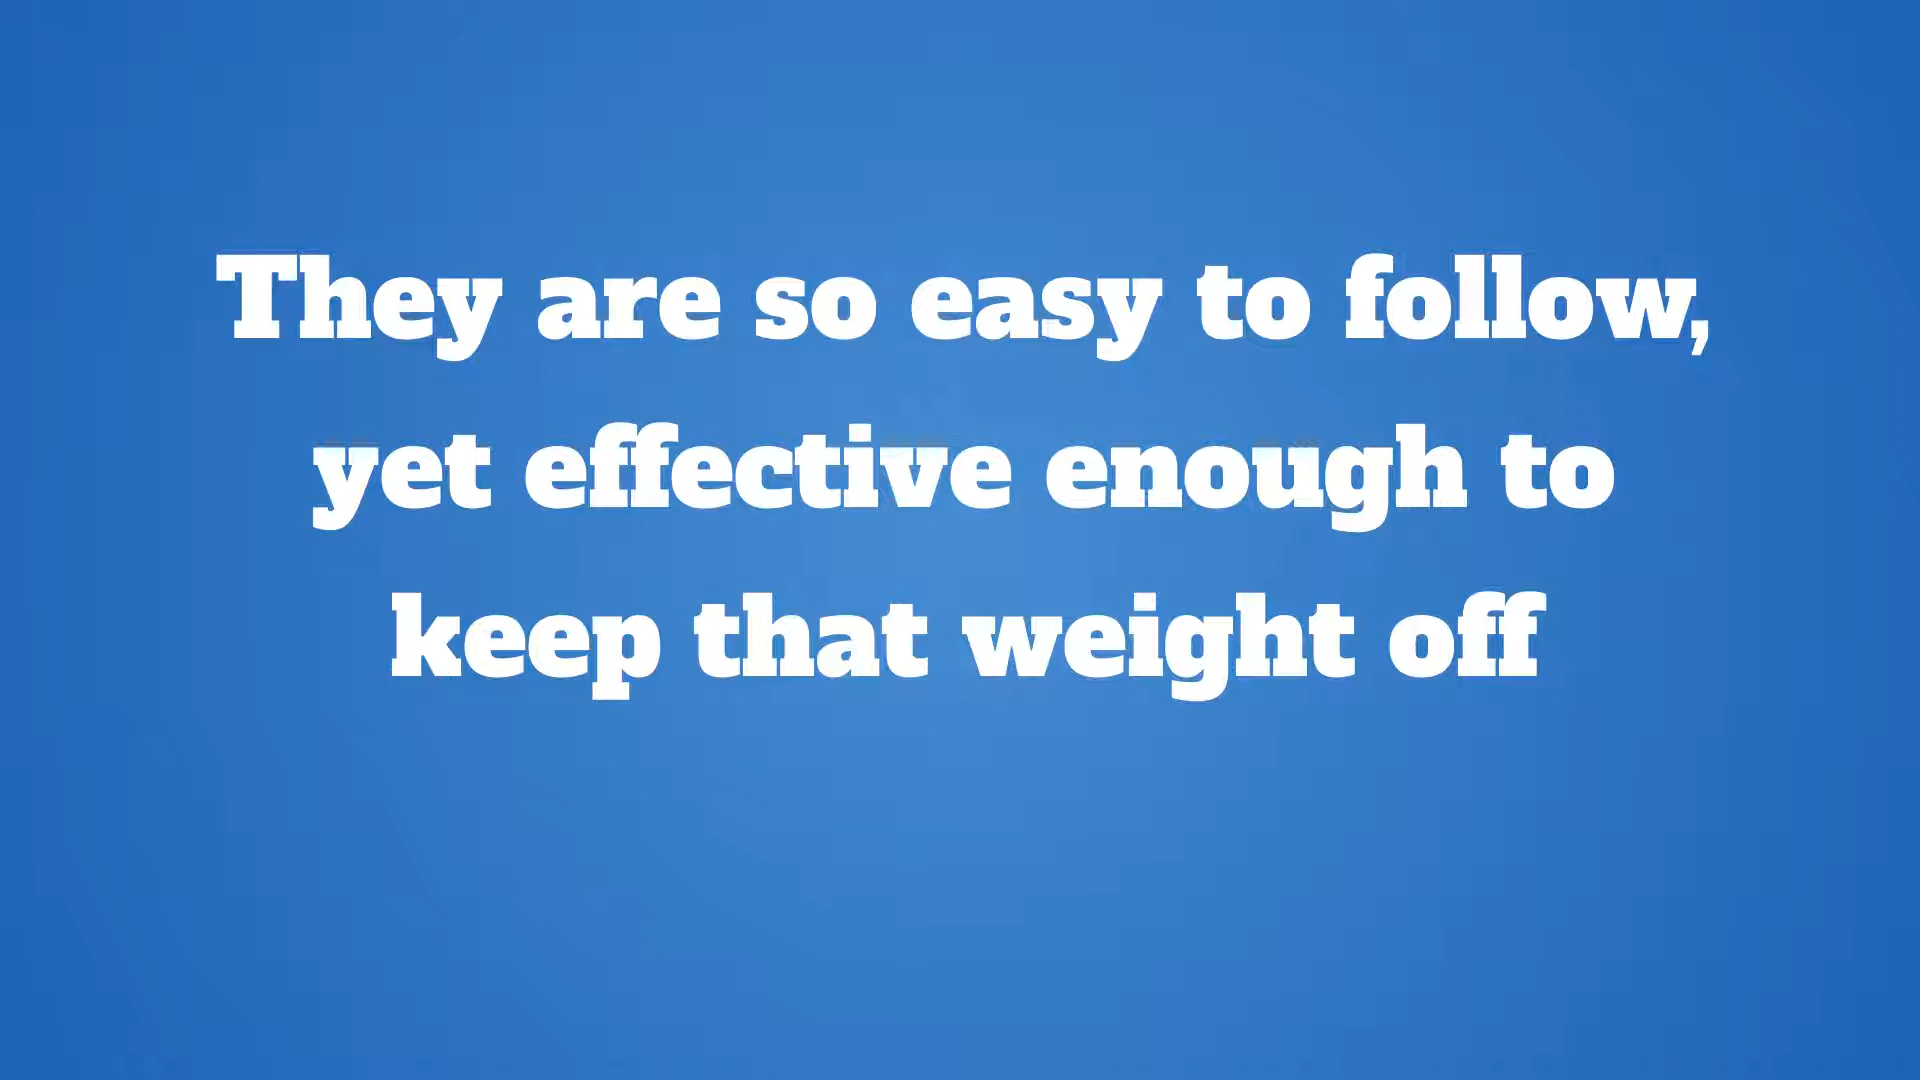 They are so easy to follow,
yet effective enough to
keep that weight off